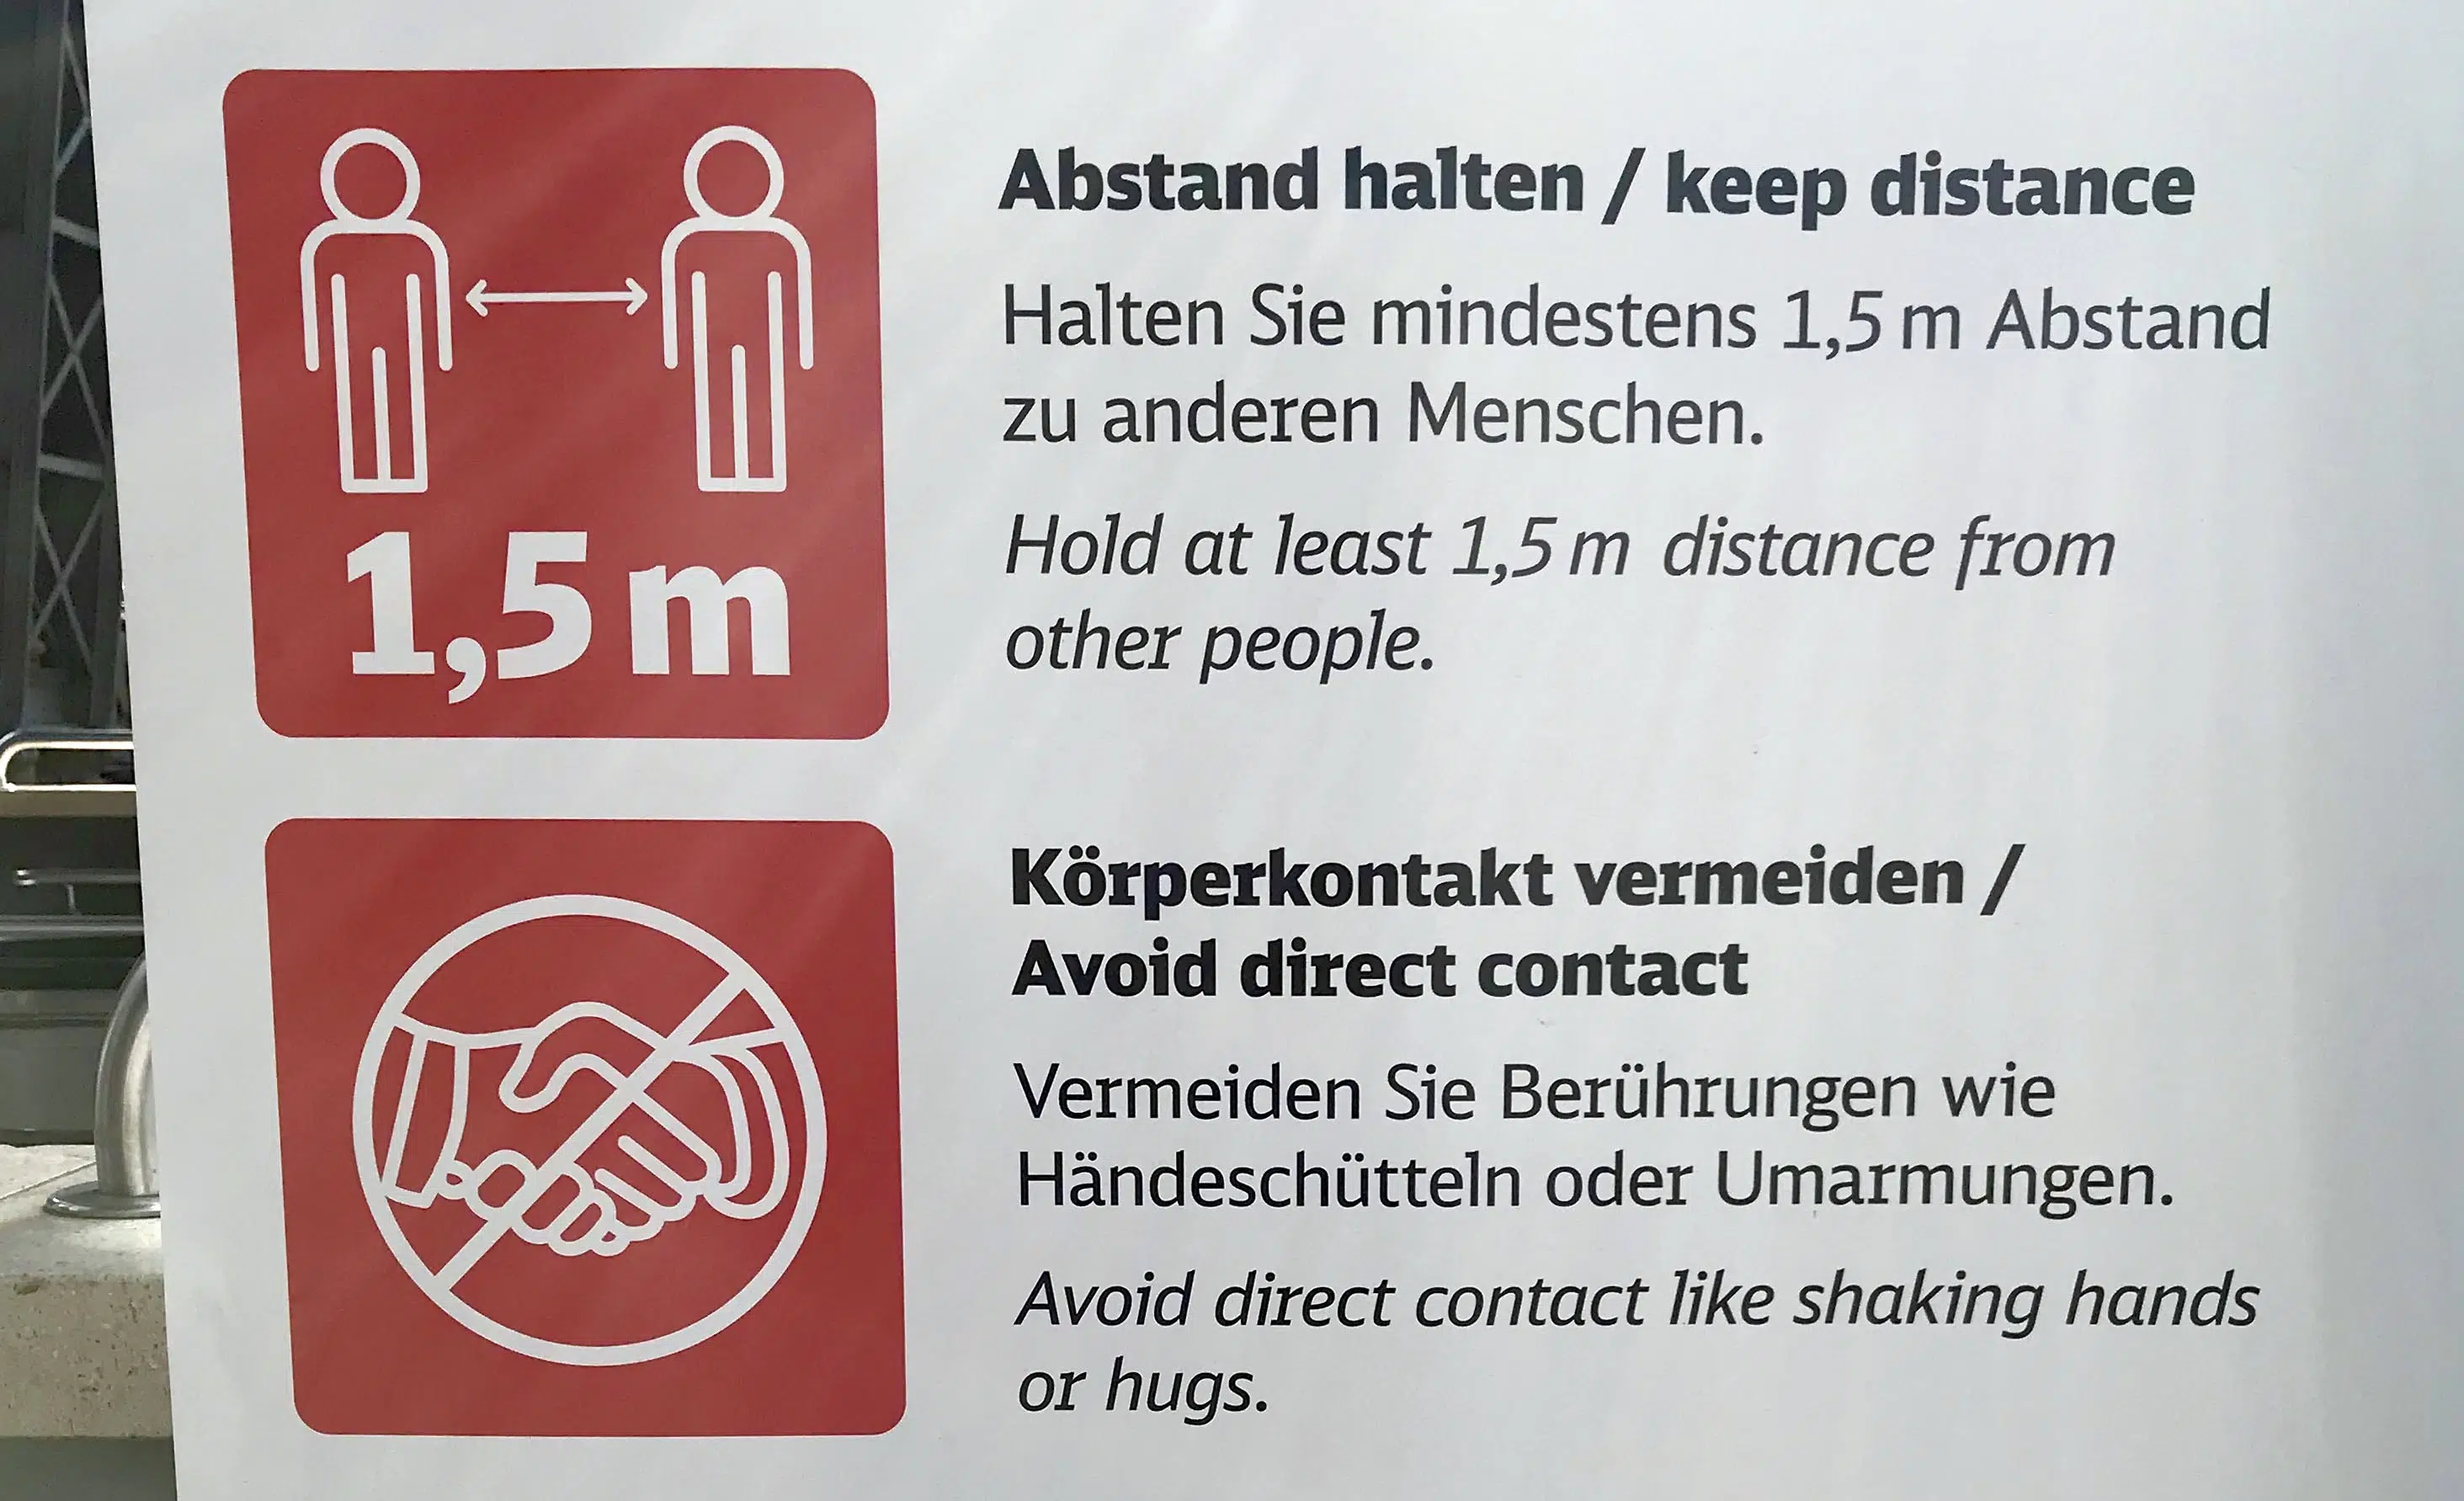 1,5 m
Abstand halten / keep distance
Halten Sie mindestens 1,5 m Abstand
zu anderen Menschen.
Hold at least 1,5 m distance from
other people.
Körperkontakt vermeiden /
Avoid direct contact
Vermeiden Sie Berührungen wie
Händeschütteln oder Umarmungen.
Avoid direct contact like shaking hands
or hugs.